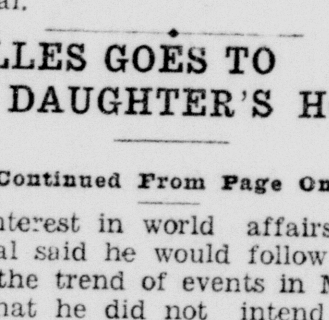 al.
LLES GOES TO
DAUGHTER'S H
Continued From Page On
nterest in world affairs
al said he would follow
the trend of events in M
hat he did not intend